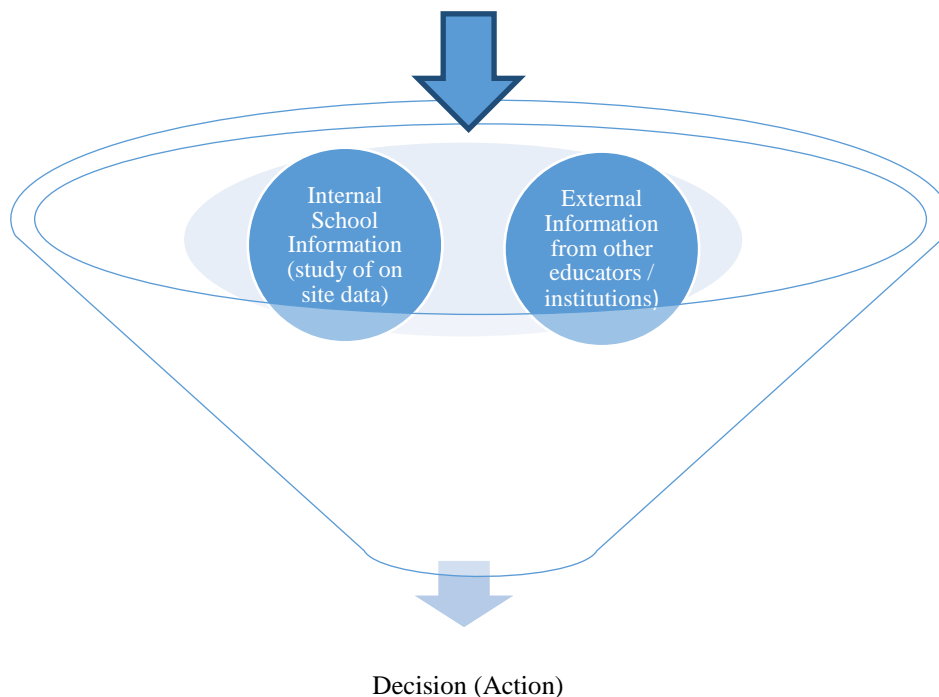 Internal
School
Information
(study of on
site data)
External
Information
from other
educators /
institutions)
Decision (Action)